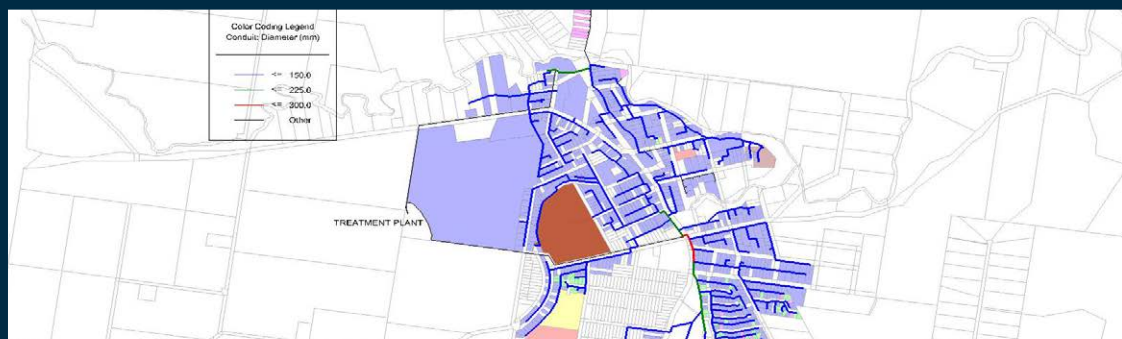 Color Coding Legend
Conduit: Diameter (mm)
<= 150.0
<= 225.0
<= 300.0
Other
TREATMENT PLANT